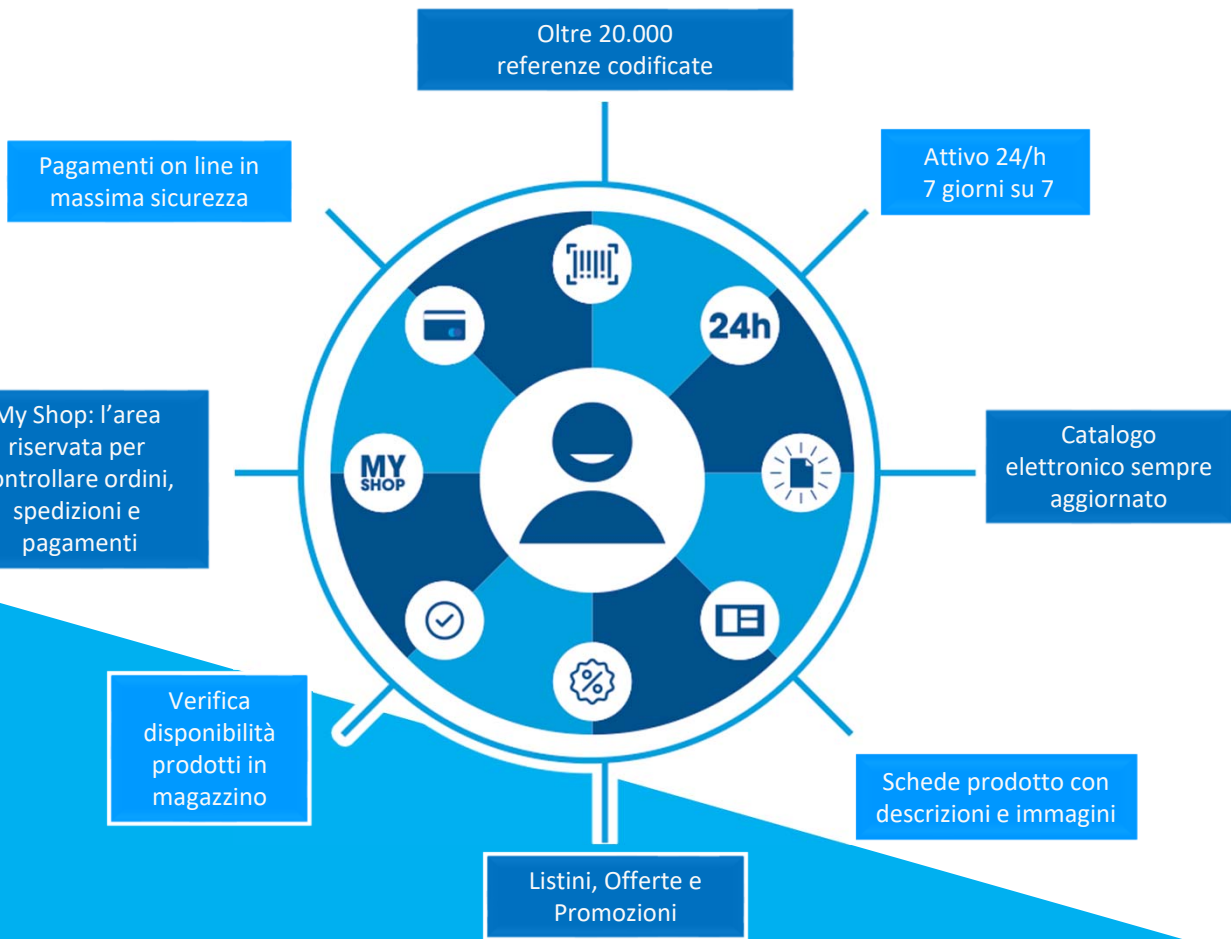 Oltre 20.000
referenze codificate
Pagamenti on line in
massima sicurezza
Attivo 24/h
7 giorni su 7
24h
My Shop: l’area
riservata per
ontrollare ordini,
spedizioni e
pagamenti
MY
SHOP
Catalogo
elettronico sempre
aggiornato
Verifica
disponibilità
prodotti in
magazzino
%
Schede prodotto con
descrizioni e immagini
Listini, Offerte e
Promozioni